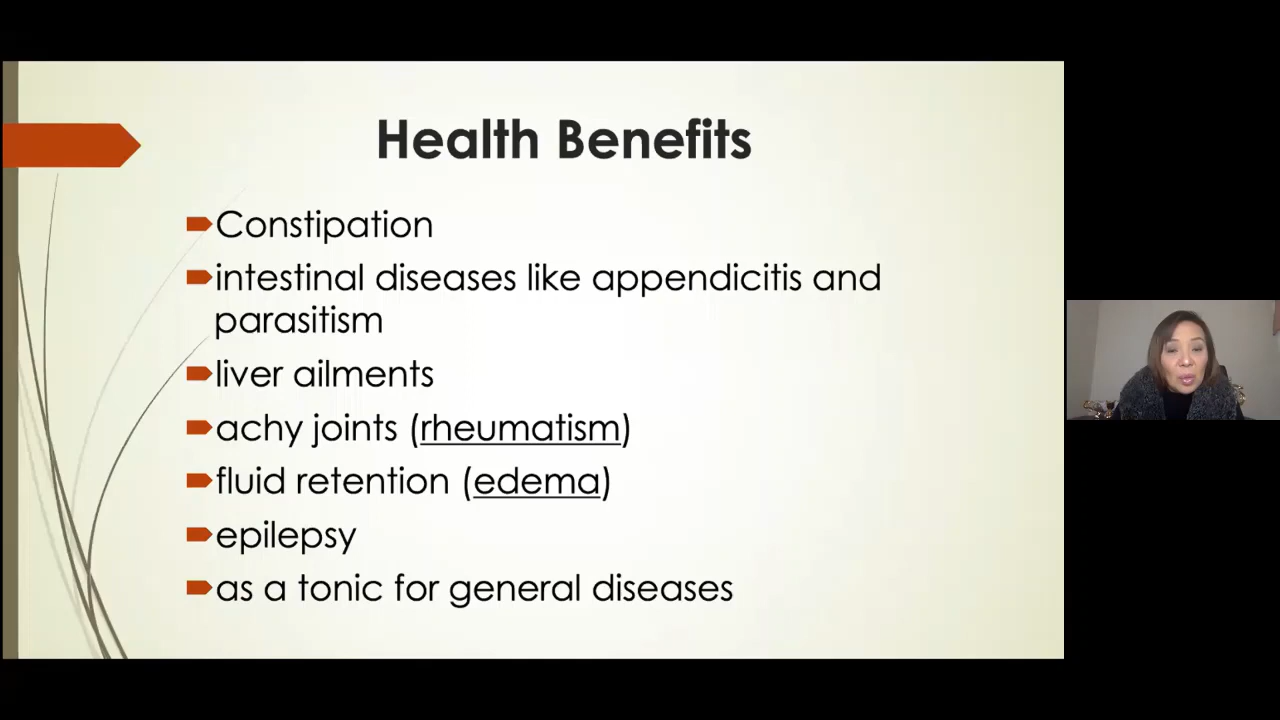 Health Benefits
Constipation
intestinal diseases like appendicitis and
parasitism
liver ailments
achy joints (rheumatism)
fluid retention (edema)
epilepsy
as a tonic for general diseases